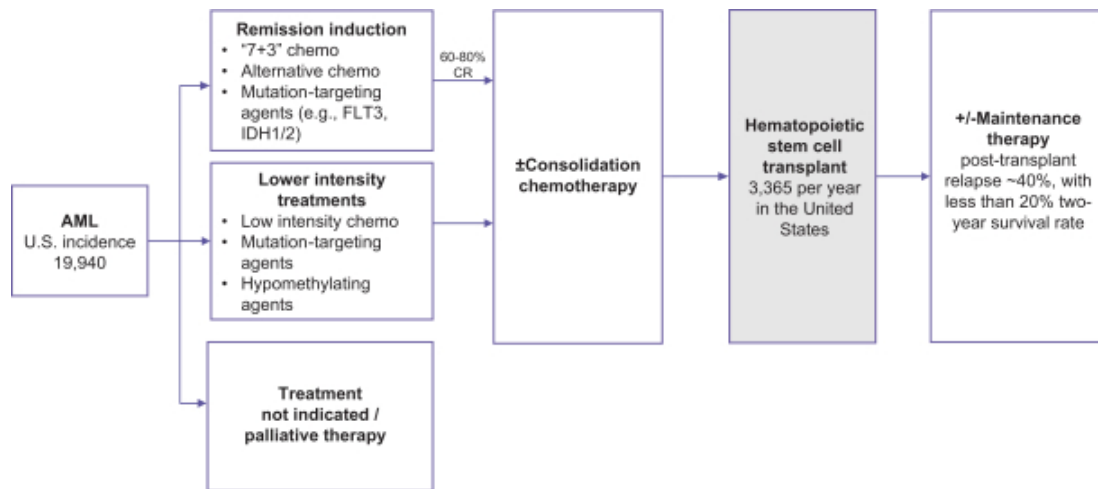 AML
U.S. incidence
19,940
Remission induction
• “7+3” chemo
• Alternative chemo
• Mutation-targeting
agents (e.g., FLT3,
IDH1/2)
60-80%
CR
Lower intensity
treatments
• Low intensity chemo
• Mutation-targeting
agents
• Hypomethylating
agents
Treatment
not indicated /
palliative therapy
±Consolidation
chemotherapy
Hematopoietic
stem cell
transplant
3,365 per year
in the United
States
+/-Maintenance
therapy
post-transplant
relapse ~40%, with
less than 20% two-
year survival rate